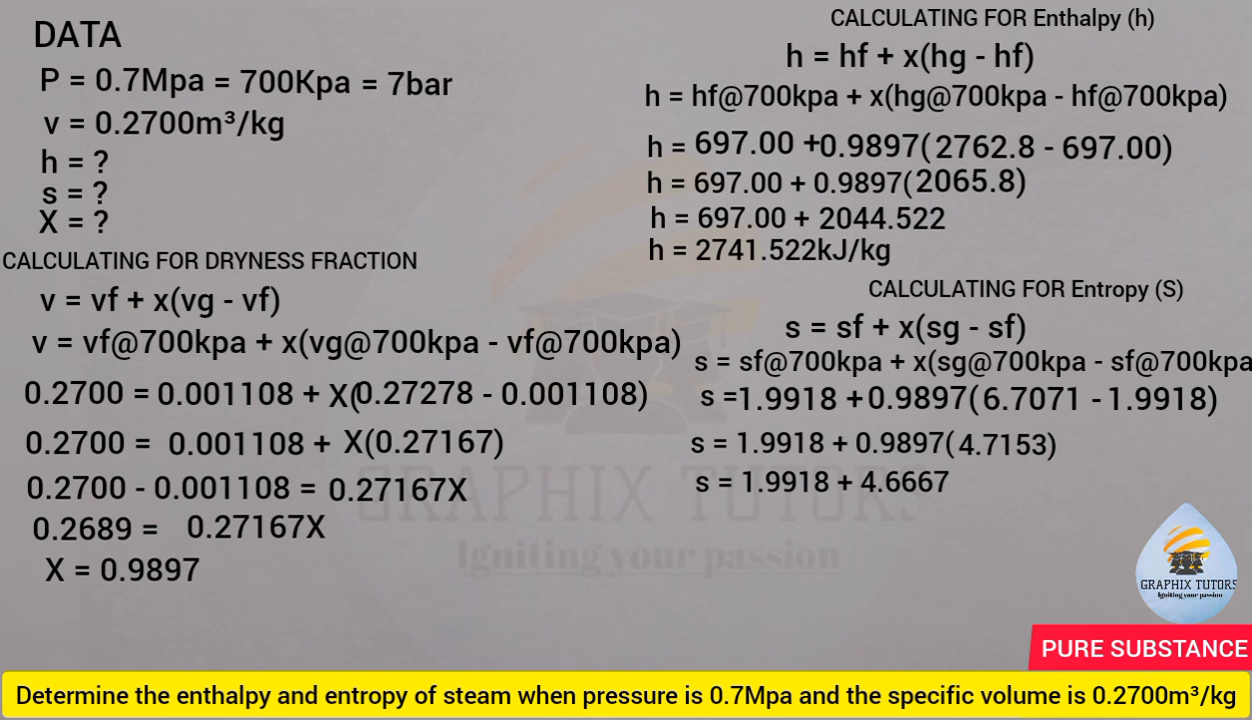 DATA
P = 0.7Mpa = 700Kpa = 7bar
v = 0.2700m³/kg
h = ?
s = ?
X = ?
CALCULATING FOR DRYNESS FRACTION
v = vf + x(vg - vf)
v = vf@700kpa + x(vg@700kpa - vf@700kpa)
0.2700 = 0.001108 + X(0.27278 - 0.001108)
0.2700 = 0.001108 + X(0.27167)
0.2700 - 0.001108 = 0.27167X
0.2689 = 0.27167X
X = 0.9897
CALCULATING FOR Enthalpy (h)
h = hf + x(hg - hf)
h = hf@700kpa + x(hg@700kpa - hf@700kpa)
h = 697.00 +0.9897(2762.8 - 697.00)
h = 697.00 + 0.9897(2065.8)
h = 697.00 + 2044.522
h = 2741.522kJ/kg
CALCULATING FOR Entropy (S)
s = sf + x(sg - sf)
s = sf@700kpa + x(sg@700kpa - sf@700kpa
s =1.9918 +0.9897(6.7071 -1.9918)
s = 1.9918 + 0.9897(4.7153)
s = 1.9918 + 4.6667
GRAPHIX TUTORS
Igniting your passion
GRAPHIX TUTORS
Igniting your passion
PURE SUBSTANCE
Determine the enthalpy and entropy of steam when pressure is 0.7Mpa and the specific volume is 0.2700m³/kg